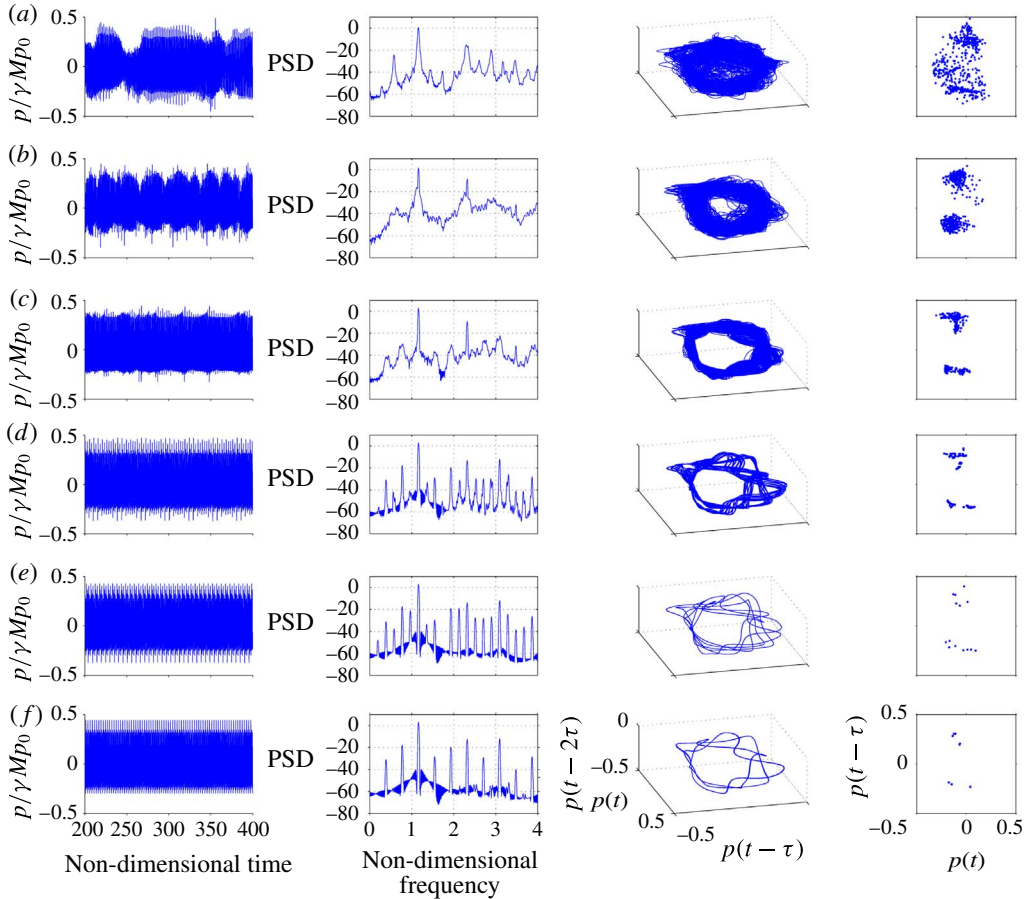 (a)
0.5
0
−0.5
p/γMp0
PSD
0
−20
−40
−60
−80
(b)
0.5
0
−0.5
p/γMp0
PSD
0
−20
−40
−60
−80
(c)
0.5
0
−0.5
p/γMp0
PSD
0
−20
−40
−60
−80
(d)
0.5
0
−0.5
p/γMp0
PSD
0
−20
−40
−60
−80
(e)
0.5
0
−0.5
p/γMp0
PSD
0
−20
−40
−60
−80
(f)
0.5
0
−0.5
p/γMp0
200 250 300 350 400
Non-dimensional time
PSD
0
−20
−40
−60
−80
0 1 2 3 4
Non-dimensional
frequency
p(t − 2τ)
0
−0.5
p(t)
0.5
−0.5
p(t − τ)
p(t − τ)
0.5
0
−0.5
0 0.5
p(t)